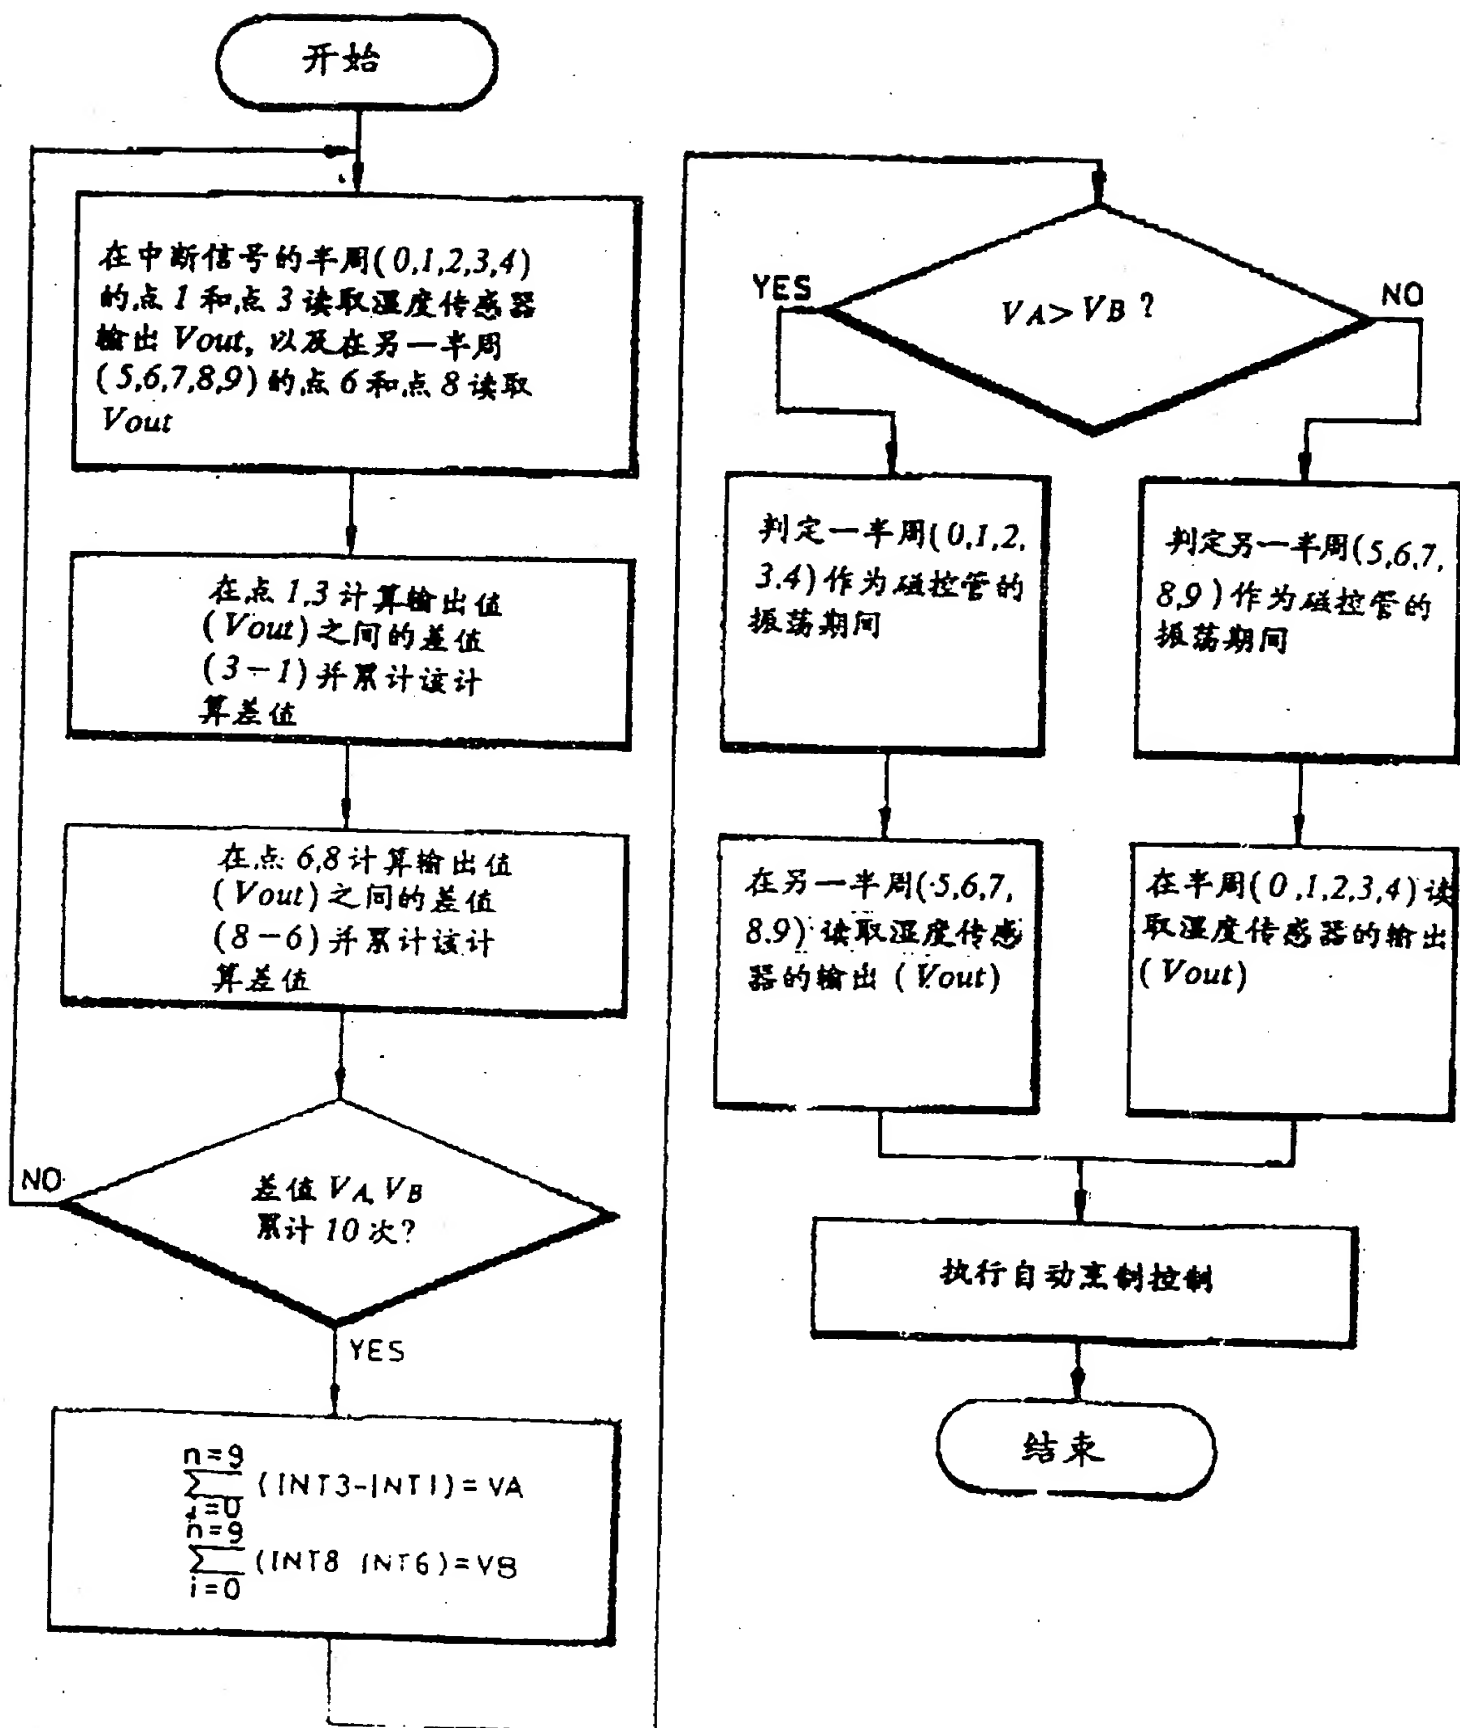 开始
在中断信号的半周(0,1,2,3,4)
的点1和点3读取湿度传感器
输出Vout, 以及在另一半周
(5,6,7,8,9)的点6和点8读取
Vout
在点1,3计算输出值
(Vout)之间的差值
(3-1)并累计该计
算差值
在点6,8计算输出值
(Vout)之间的差值
(8-6)并累计该计
算差值
NO
差值VA, VB
累计10次?
YES
n=9
∑ (INT3-INT1)=VA
i=0
n=9
∑ (INT8 INT6)=VB
i=0
VA>VB?
YES
NO
判定一半周(0,1,2,
3.4)作为磁控管的
振荡期间
判定另一半周(5,6,7,
8,9)作为磁控管的
振荡期间
在另一半周(5,6,7,
8.9)读取湿度传感
器的输出(Vout)
在半周(0,1,2,3,4)读
取湿度传感器的输出
(Vout)
执行自动烹制控制
结束